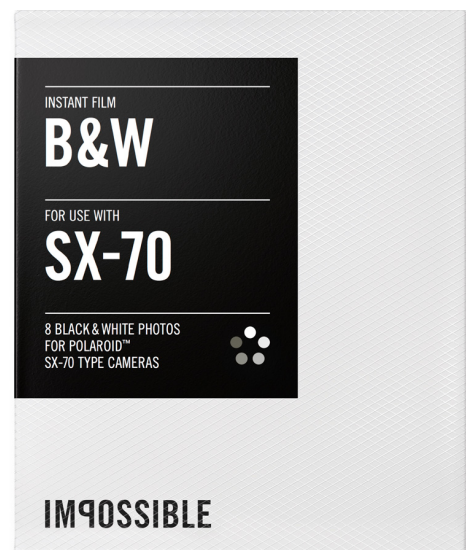 INSTANT FILM
B&W
FOR USE WITH
SX-70
8 BLACK & WHITE PHOTOS
FOR POLAROID™
SX-70 TYPE CAMERAS
IMPOSSIBLE